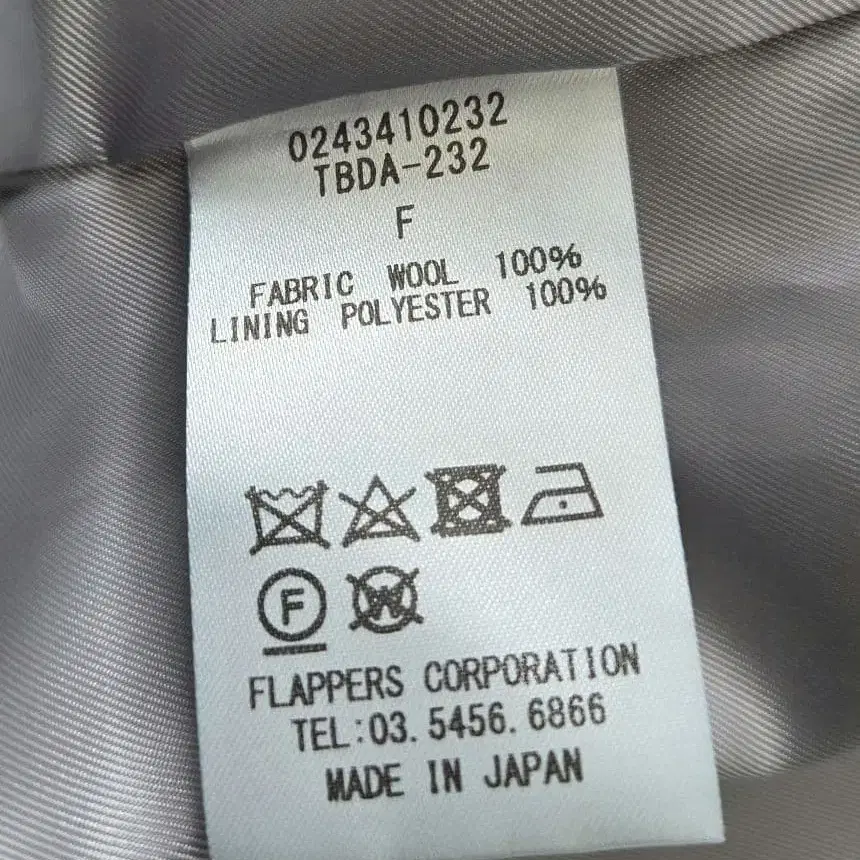 0243410232
TBDA-232
F
FABRIC WOOL 100%
LINING POLYESTER 100%
F W
FLAPPERS CORPORATION
TEL:03.5456.6866
MADE IN JAPAN